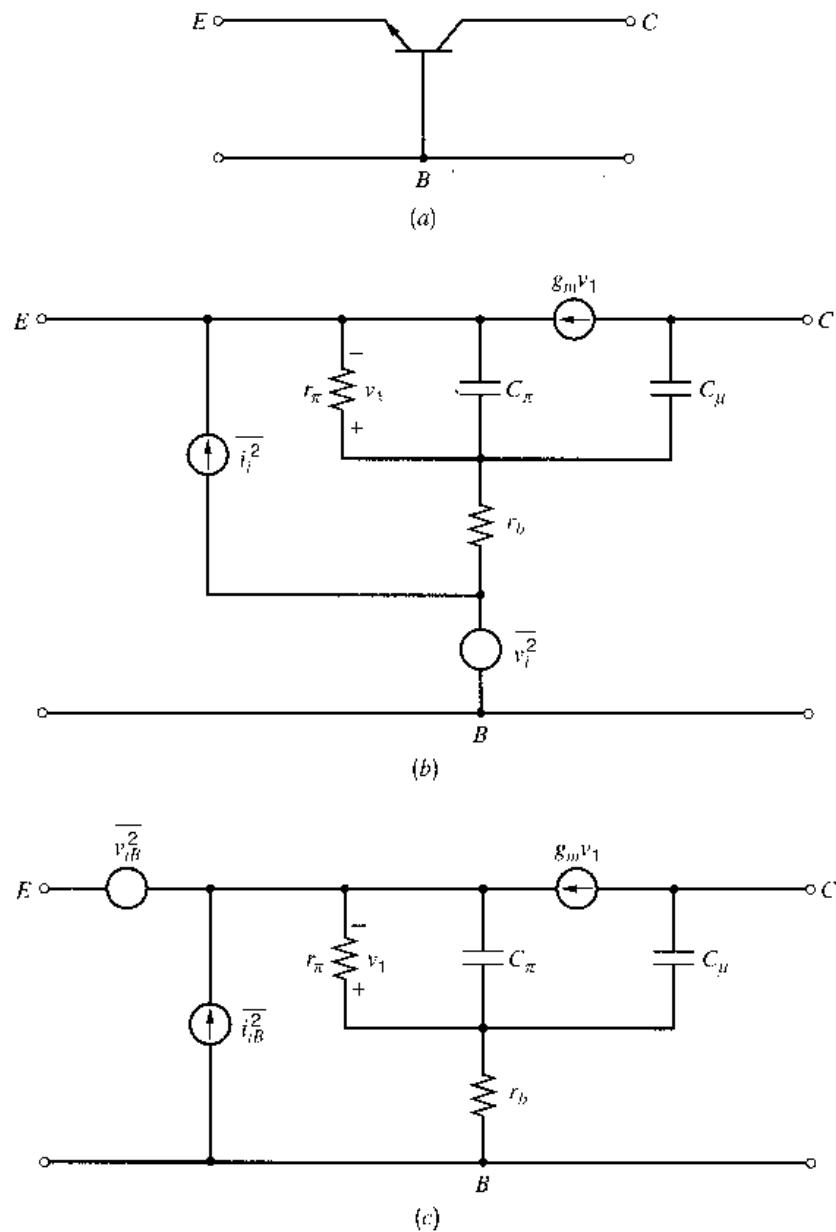 E C
B
(a)
g_m v_1
E C
−
r_π v_1 C_π C_μ
+
\overline{i_i^2}
r_b
\overline{v_i^2}
B
(b)
\overline{v_{iB}^2} g_m v_1
E C
−
r_π v_1 C_π C_μ
+
\overline{i_{iB}^2}
r_b
B
(c)